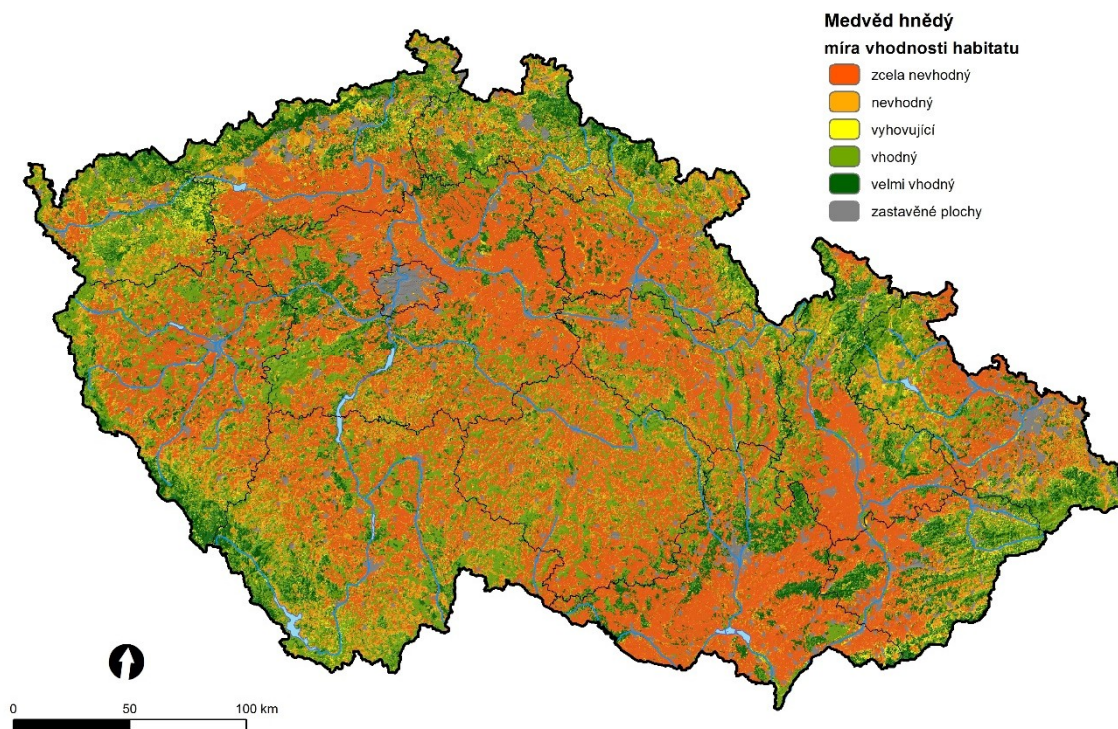 Medvěd hnědý
míra vhodnosti habitatu
zcela nevhodný
nevhodný
vyhovující
vhodný
velmi vhodný
zastavěné plochy
0 50 100 km